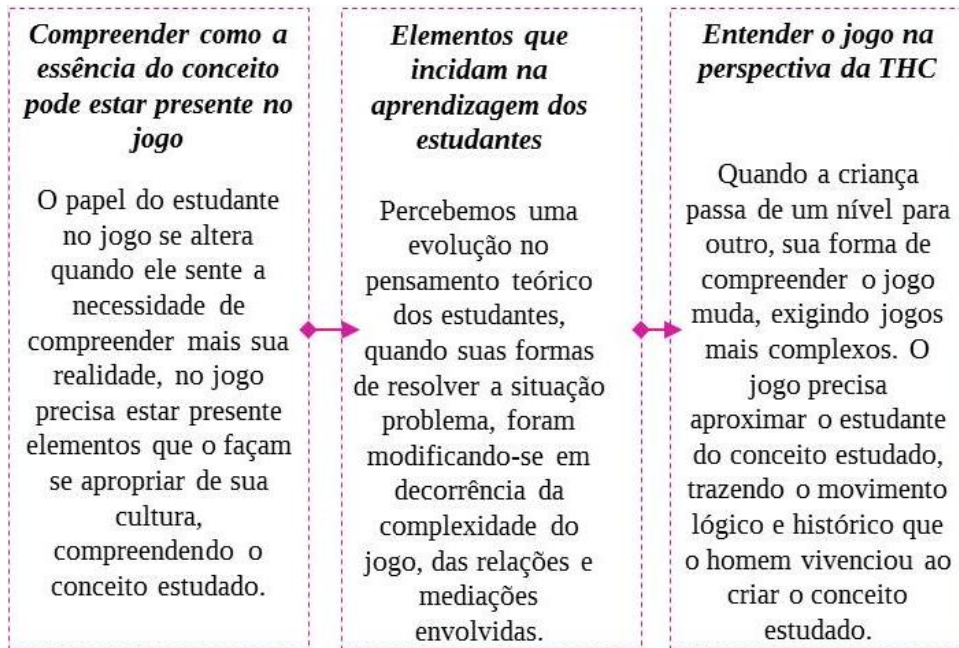 Compreender como a
essência do conceito
pode estar presente no
jogo
O papel do estudante
no jogo se altera
quando ele sente a
necessidade de
compreender mais sua
realidade, no jogo
precisa estar presente
elementos que o façam
se apropriar de sua
cultura,
compreendendo o
conceito estudado.
Elementos que
incidam na
aprendizagem dos
estudantes
Percebemos uma
evolução no
pensamento teórico
dos estudantes,
quando suas formas
de resolver a situação
problema, foram
modificando-se em
decorrência da
complexidade do
jogo, das relações e
mediações
envolvidas.
Entender o jogo na
perspectiva da THC
Quando a criança
passa de um nível para
outro, sua forma de
compreender o jogo
muda, exigindo jogos
mais complexos. O
jogo precisa
aproximar o estudante
do conceito estudado,
trazendo o movimento
lógico e histórico que
o homem vivenciou ao
criar o conceito
estudado.